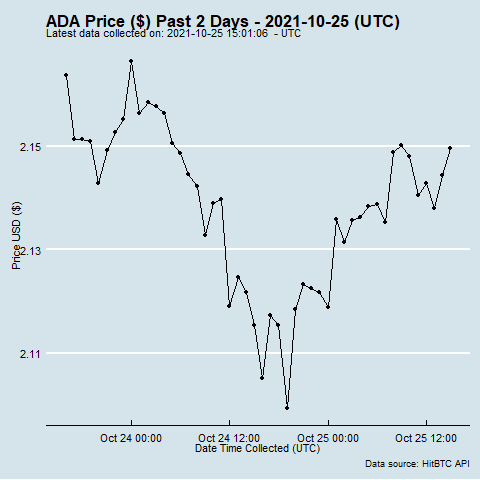 ADA Price ($) Past 2 Days - 2021-10-25 (UTC)
Latest data collected on: 2021-10-25 15:01:06 - UTC
Price USD ($)
2.15
2.13
2.11
Oct 24 00:00
Oct 24 12:00
Oct 25 00:00
Oct 25 12:00
Date Time Collected (UTC)
Data source: HitBTC API